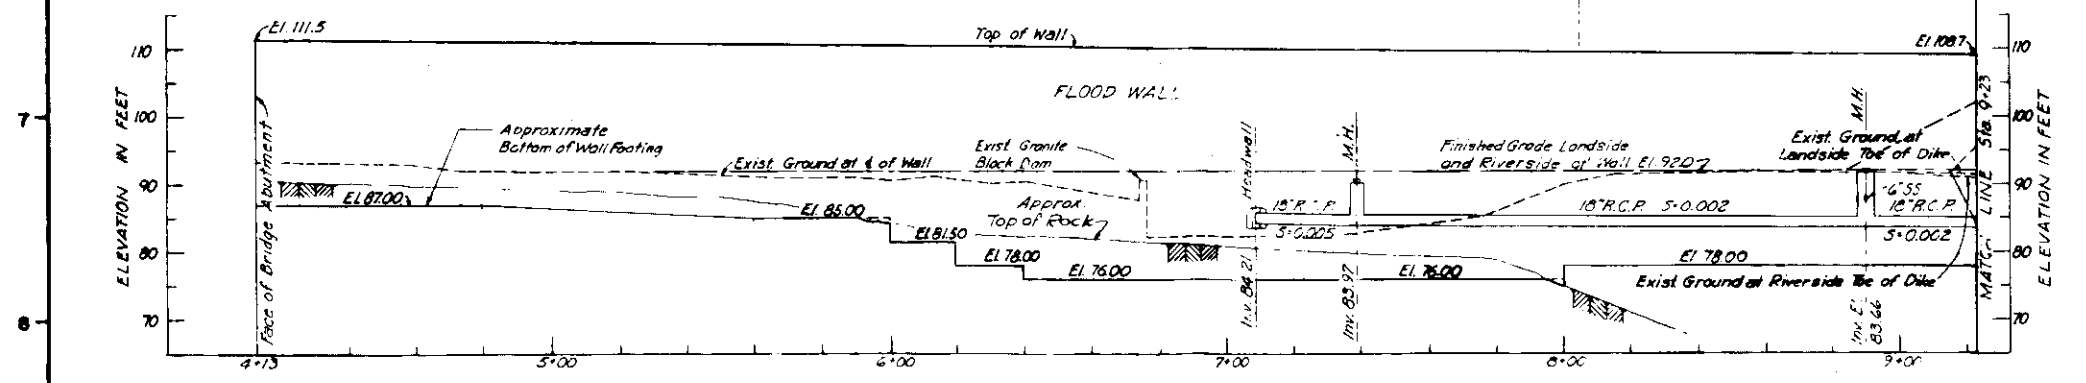 El. 111.5
Top of Wall
El. 108.7
110
110
FLOOD WALL
7
ELEVATION IN FEET
100
100
ELEVATION IN FEET
Approximate
Bottom of Wall Footing
Exist. Ground at ℄ of Wall
Exist. Granite
Block Dam
Headwall
M.H.
Finished Grade Landside
and Riverside of Wall El. 92.0
M.H.
Exist. Ground at
Landside Toe of Dike
MATCH LINE Sta. 9+23
90
90
Face of Bridge Abutment
El. 87.00
El. 85.00
El. 81.50
El. 78.00
El. 76.00
Approx.
Top of Rock
18" R.C.P.
S=0.005
18" R.C.P. S=0.002
18" R.C.P.
S=0.002
80
80
El. 76.00
El. 78.00
Exist. Ground at Riverside Toe of Dike
Inv. 84.21
Inv. 83.97
Inv. El.
83.66
8
70
70
4+13
5+00
6+00
7+00
8+00
9+00